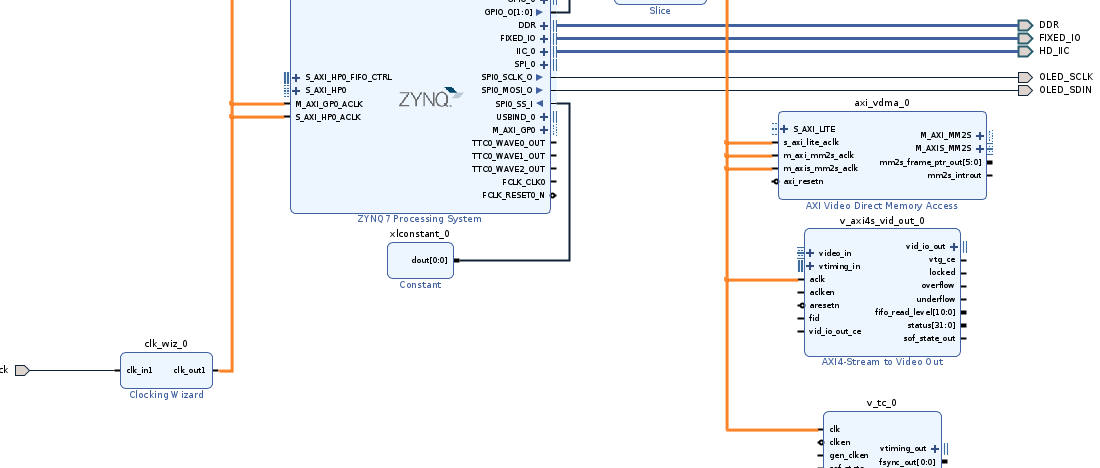 GPIO_O[1:0]
Slice
DDR
FIXED_IO
IIC_0
SPI_0
S_AXI_HP0_FIFO_CTRL
S_AXI_HP0
M_AXI_GP0_ACLK
S_AXI_HP0_ACLK
ZYNQ
SPI0_SCLK_O
SPI0_MOSI_O
SPI0_SS_I
USBIND_0
M_AXI_GP0
TTC0_WAVE0_OUT
TTC0_WAVE1_OUT
TTC0_WAVE2_OUT
FCLK_CLK0
FCLK_RESET0_N
ZYNQ7 Processing System
DDR
FIXED_IO
HD_IIC
OLED_SCLK
OLED_SDIN
axi_vdma_0
S_AXI_LITE
s_axi_lite_aclk
m_axi_mm2s_aclk
m_axis_mm2s_aclk
axi_resetn
M_AXI_MM2S
M_AXIS_MM2S
mm2s_frame_ptr_out[5:0]
mm2s_introut
AXI Video Direct Memory Access
xlconstant_0
dout[0:0]
Constant
v_axi4s_vid_out_0
video_in
vtiming_in
aclk
aclken
aresetn
fid
vid_io_out_ce
vid_io_out
vtg_ce
locked
overflow
underflow
fifo_read_level[10:0]
status[31:0]
sof_state_out
AXI4-Stream to Video Out
clk_wiz_0
ck
clk_in1 clk_out1
Clocking Wizard
v_tc_0
clk
clken
gen_clken
vtiming_out
fsync_out[0:0]